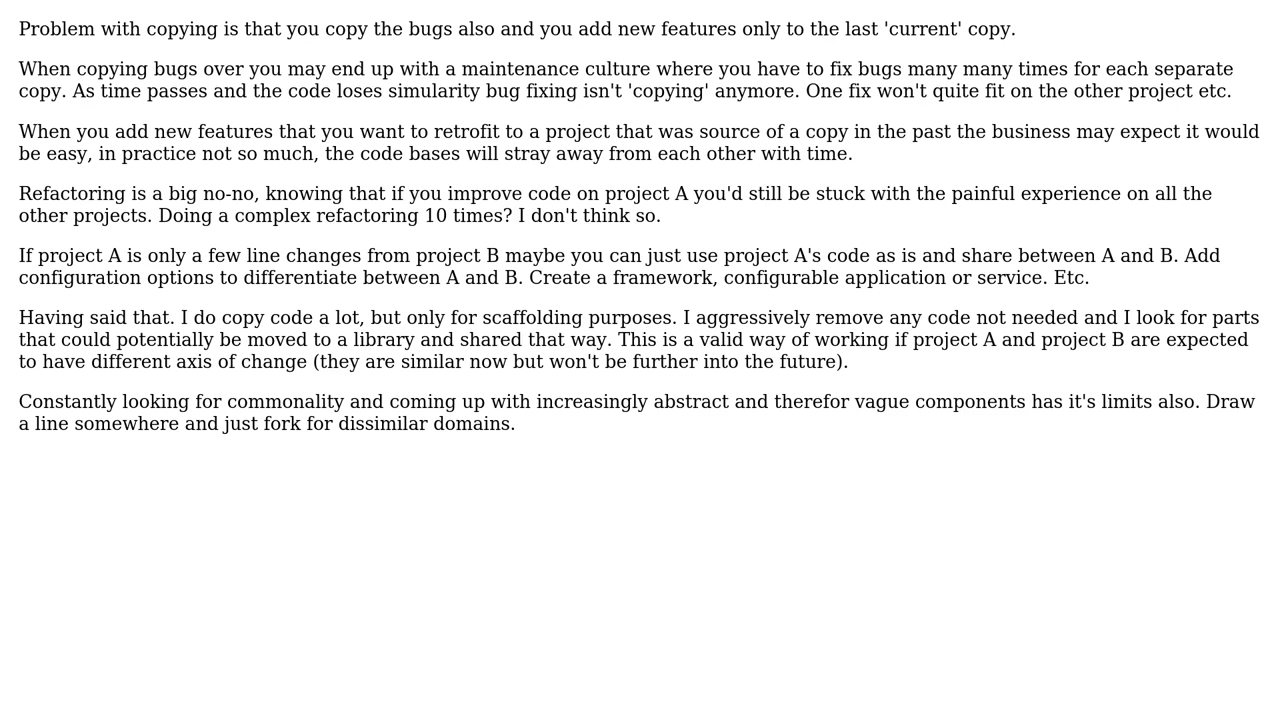 Problem with copying is that you copy the bugs also and you add new features only to the last 'current' copy.
When copying bugs over you may end up with a maintenance culture where you have to fix bugs many many times for each separate
copy. As time passes and the code loses simularity bug fixing isn't 'copying' anymore. One fix won't quite fit on the other project etc.
When you add new features that you want to retrofit to a project that was source of a copy in the past the business may expect it would
be easy, in practice not so much, the code bases will stray away from each other with time.
Refactoring is a big no-no, knowing that if you improve code on project A you'd still be stuck with the painful experience on all the
other projects. Doing a complex refactoring 10 times? I don't think so.
If project A is only a few line changes from project B maybe you can just use project A's code as is and share between A and B. Add
configuration options to differentiate between A and B. Create a framework, configurable application or service. Etc.
Having said that. I do copy code a lot, but only for scaffolding purposes. I aggressively remove any code not needed and I look for parts
that could potentially be moved to a library and shared that way. This is a valid way of working if project A and project B are expected
to have different axis of change (they are similar now but won't be further into the future).
Constantly looking for commonality and coming up with increasingly abstract and therefor vague components has it's limits also. Draw
a line somewhere and just fork for dissimilar domains.